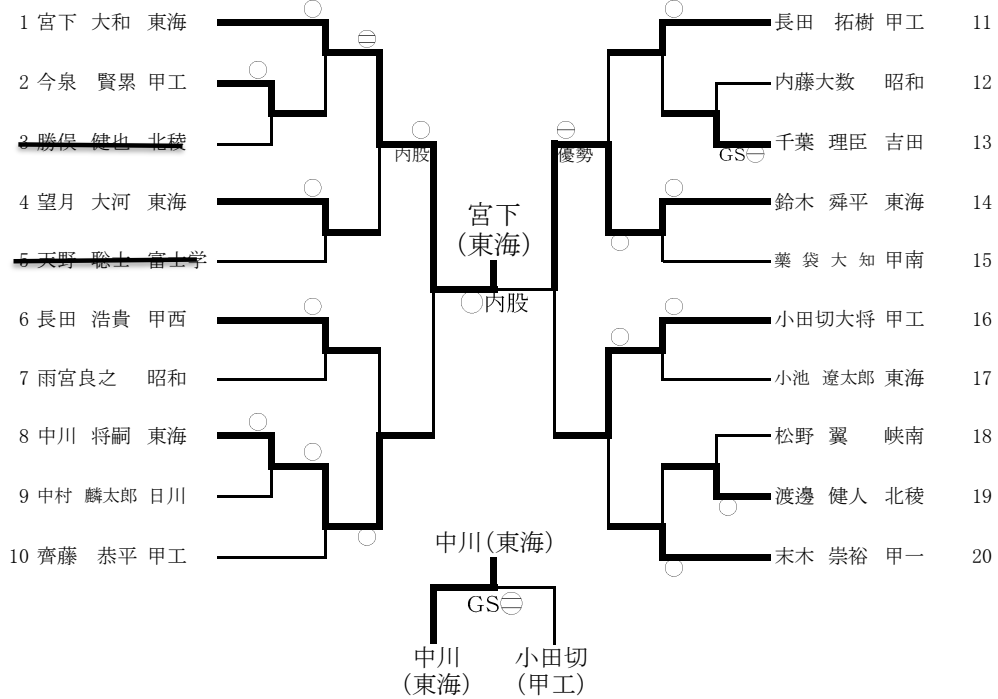 1 宮下 大和 東海
2 今泉 賢累 甲工
3 勝俣 健也 北稜
4 望月 大河 東海
5 天野 聡士 富士学
6 長田 浩貴 甲西
7 雨宮良之 昭和
8 中川 将嗣 東海
9 中村 麟太郎 日川
10 齊藤 恭平 甲工
内股
宮下
(東海)
内股
優勢
長田 拓樹 甲工 11
内藤大数 昭和 12
千葉 理臣 吉田 13
GS
鈴木 舜平 東海 14
薬袋大知 甲南 15
小田切大将 甲工 16
小池 遼太郎 東海 17
松野 翼 峡南 18
渡邊 健人 北稜 19
末木 崇裕 甲一 20
中川(東海)
GS
中川
(東海)
小田切
(甲工)